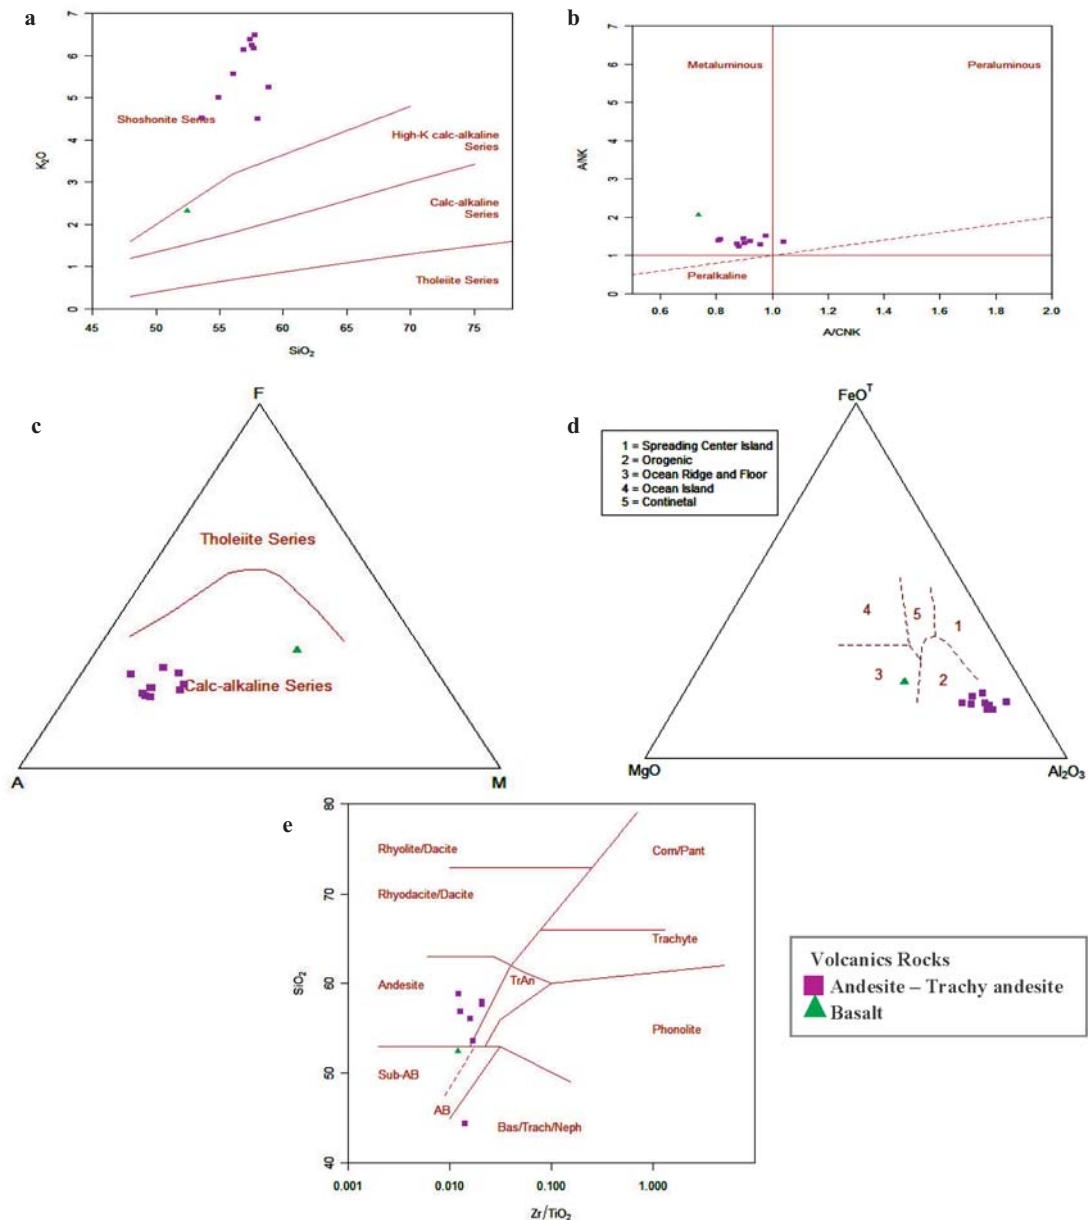 a
7
6
5
4
3
2
1
0
K₂O
Shoshonite Series
High-K calc-alkaline
Series
Calc-alkaline
Series
Tholeiite Series
45
50
55
60
65
70
75
SiO₂
b
7
6
5
4
3
2
1
0
A/NK
Metaluminous
Peraluminous
Peralkaline
0.6
0.8
1.0
1.2
1.4
1.6
1.8
2.0
A/CNK
c
F
Tholeiite Series
Calc-alkaline Series
A
M
d
FeOᵀ
1 = Spreading Center Island
2 = Orogenic
3 = Ocean Ridge and Floor
4 = Ocean Island
5 = Continetal
4
5
1
3
2
MgO
Al₂O₃
e
80
70
60
50
40
SiO₂
Rhyolite/Dacite
Com/Pant
Rhyodacite/Dacite
Trachyte
TrAn
Andesite
Phonolite
Sub-AB
AB
Bas/Trach/Neph
0.001
0.010
0.100
1.000
Zr/TiO₂
Volcanics Rocks
Andesite – Trachy andesite
Basalt